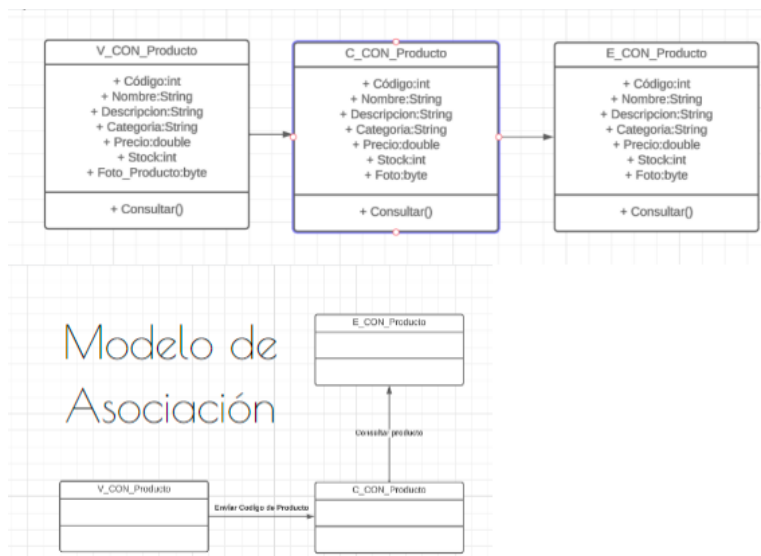 V_CON_Producto
+ Código:int
+ Nombre:String
+ Descripcion:String
+ Categoria:String
+ Precio:double
+ Stock:int
+ Foto_Producto:byte
+ Consultar()
C_CON_Producto
+ Código:int
+ Nombre:String
+ Descripcion:String
+ Categoria:String
+ Precio:double
+ Stock:int
+ Foto:byte
+ Consultar()
E_CON_Producto
+ Código:int
+ Nombre:String
+ Descripcion:String
+ Categoria:String
+ Precio:double
+ Stock:int
+ Foto:byte
+ Consultar()
Modelo de
Asociación
E_CON_Producto
Consultar producto
V_CON_Producto
Enviar Codigo de Producto
C_CON_Producto